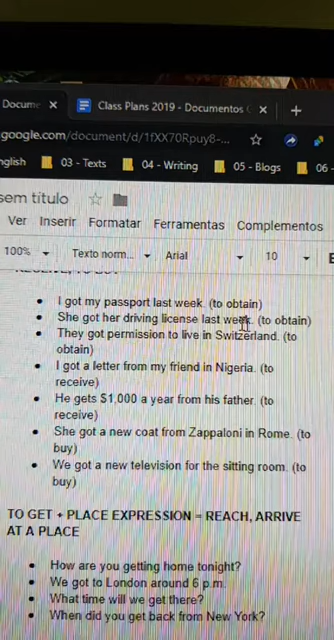 Docume
Class Plans 2019 - Documentos
google.com/document/d/1fXX70Rpuy8-...
nglish 03 - Texts 04 - Writing 05 - Blogs 06 -
sem título
Ver Inserir Formatar Ferramentas Complementos
100% Texto norm... Arial 10
I got my passport last week. (to obtain)
She got her driving license last week. (to obtain)
They got permission to live in Switzerland. (to
obtain)
I got a letter from my friend in Nigeria. (to
receive)
He gets $1,000 a year from his father. (to
receive)
She got a new coat from Zappaloni in Rome. (to
buy)
We got a new television for the sitting room. (to
buy)
TO GET + PLACE EXPRESSION = REACH, ARRIVE
AT A PLACE
How are you getting home tonight?
We got to London around 6 p.m.
What time will we get there?
When did you get back from New York?